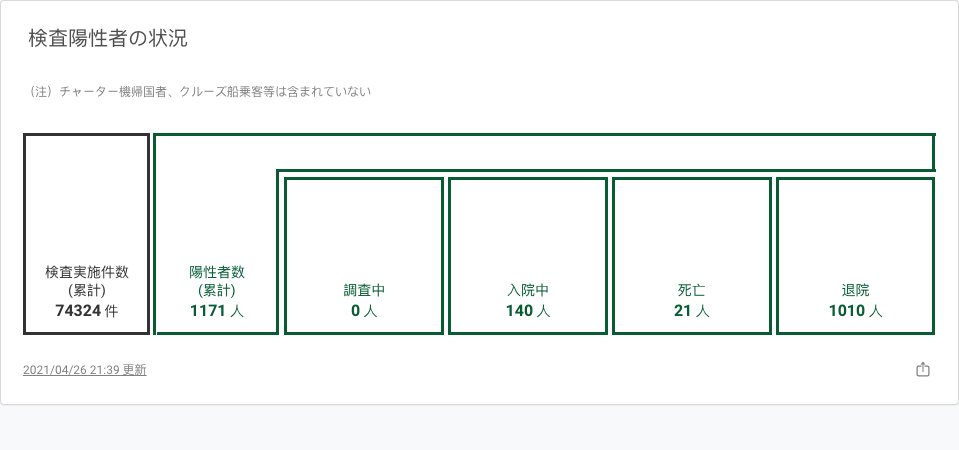 検査陽性者の状況
（注）チャーター機帰国者、クルーズ船乗客等は含まれていない
検査実施件数
(累計)
74324 件
陽性者数
(累計)
1171 人
調査中
0 人
入院中
140 人
死亡
21 人
退院
1010 人
2021/04/26 21:39 更新